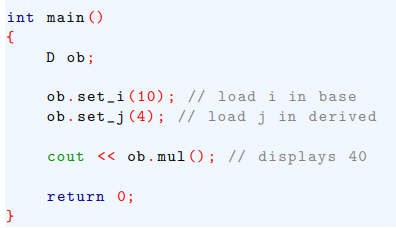 int main()
{
D ob;
ob.set_i(10); // load i in base
ob.set_j(4); // load j in derived
cout << ob.mul(); // displays 40
return 0;
}